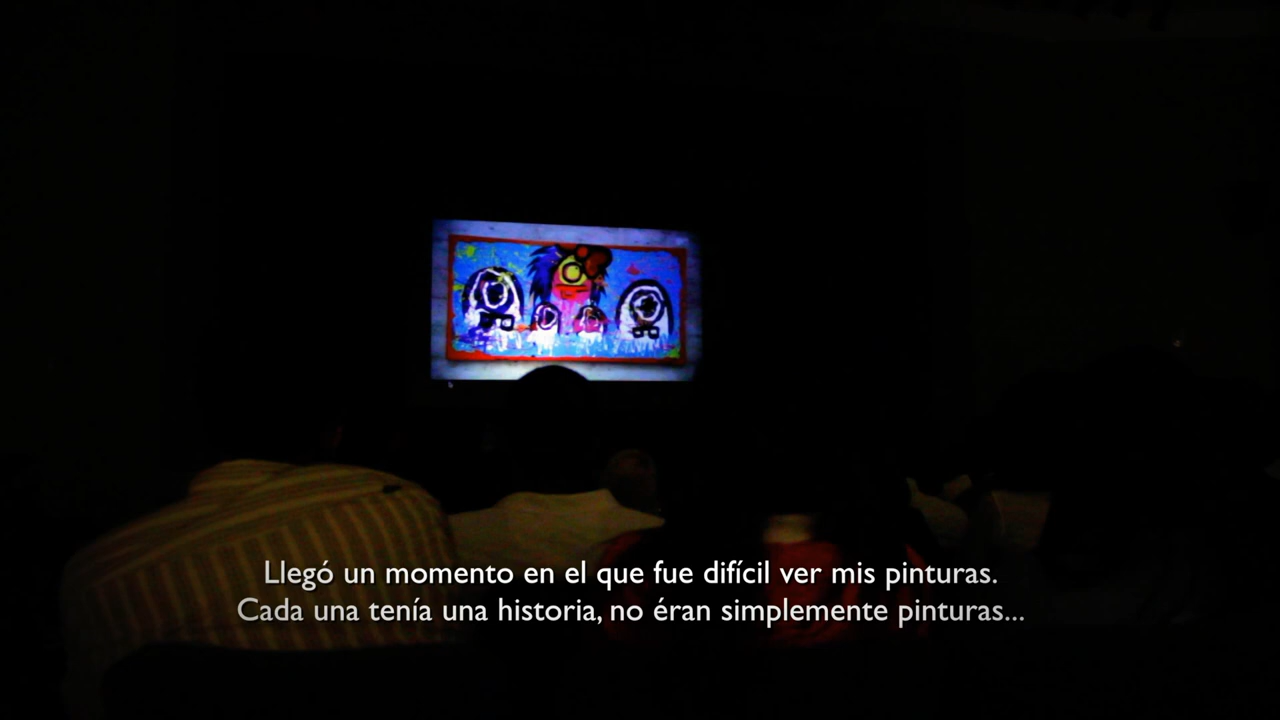 Llegó un momento en el que fue difícil ver mis pinturas.
Cada una tenía una historia, no éran simplemente pinturas...